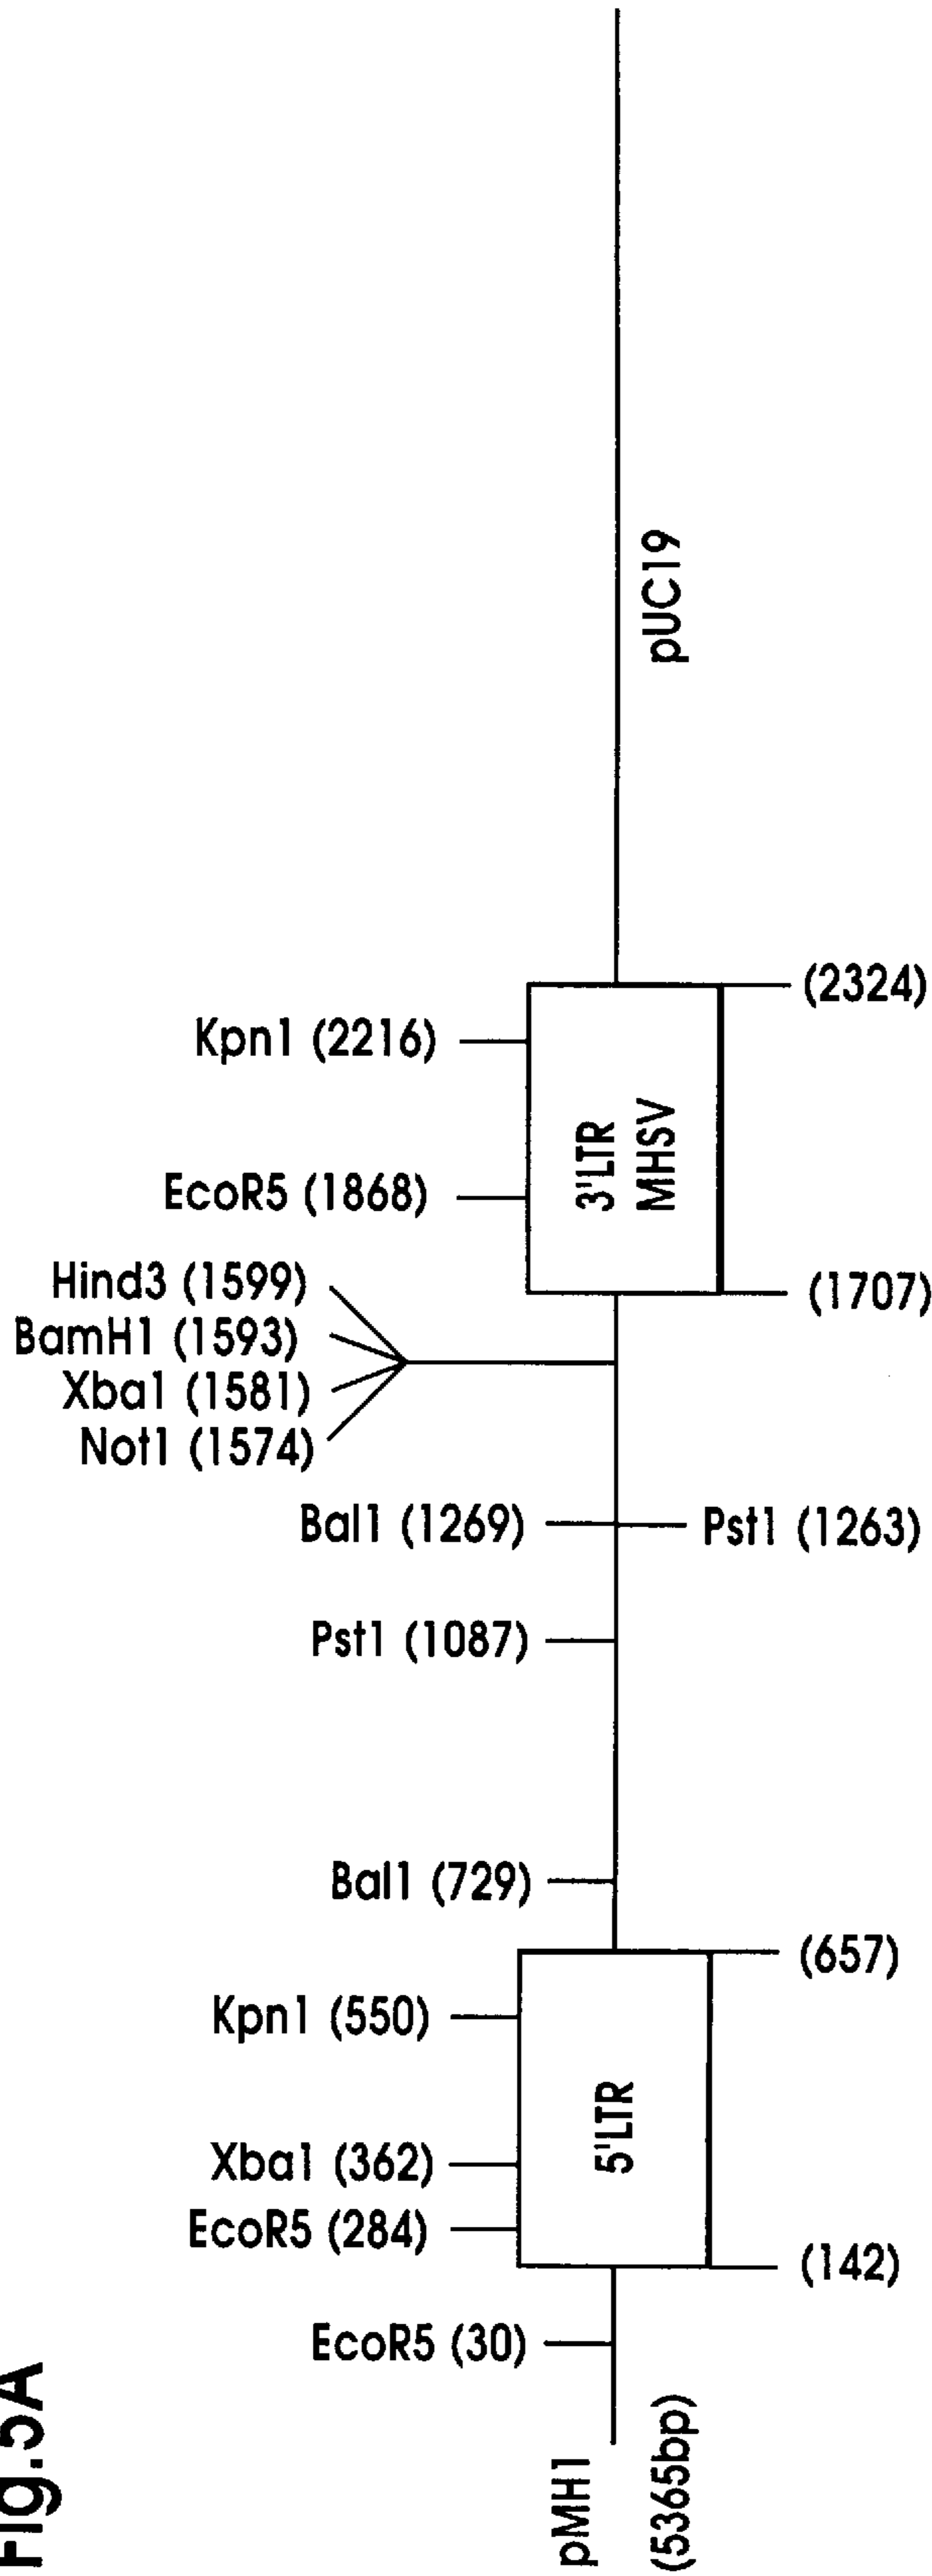 Fig.5A
pUC19
(2324)
Kpn1 (2216)
3'LTR
MHSV
EcoR5 (1868)
(1707)
Hind3 (1599)
BamH1 (1593)
Xba1 (1581)
Not1 (1574)
Bal1 (1269)
Pst1 (1263)
Pst1 (1087)
Bal1 (729)
(657)
Kpn1 (550)
5'LTR
Xba1 (362)
EcoR5 (284)
(142)
EcoR5 (30)
pMH1
(5365bp)